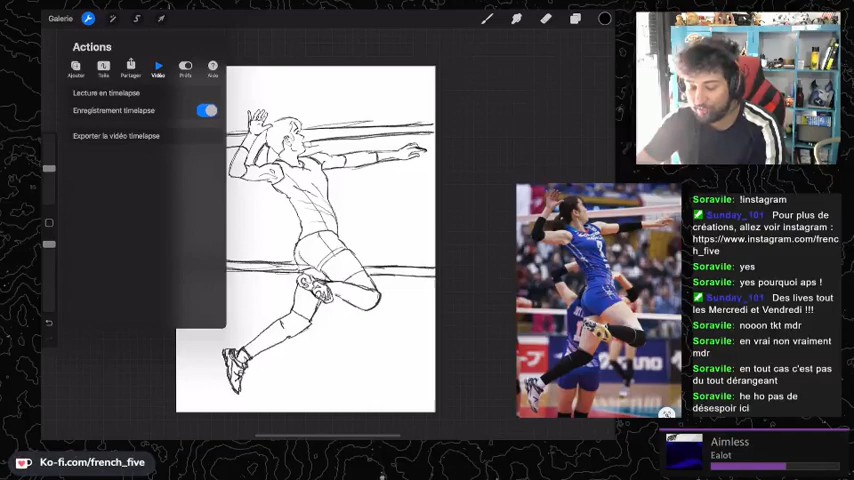 Galerie
Actions
Ajouter
Toile
Partager
Vidéo
Préfs
Aide
Lecture en timelapse
Enregistrement timelapse
Exporter la vidéo timelapse
Soravile: !instagram
Sunday_101 Pour plus de
créations, allez voir instagram :
https://www.instagram.com/frenc
h_five
Soravile: yes
Soravile: yes pourquoi aps !
Sunday_101 : Des lives tout
les Mercredi et Vendredi !!!
Soravile: nooon tkt mdr
Soravile: en vrai non vraiment
mdr
Soravile: en tout cas c'est pas
du tout dérangeant
Soravile: he ho pas de
désespoir ici
Aimless
Ealot
Ko-fi.com/french_five